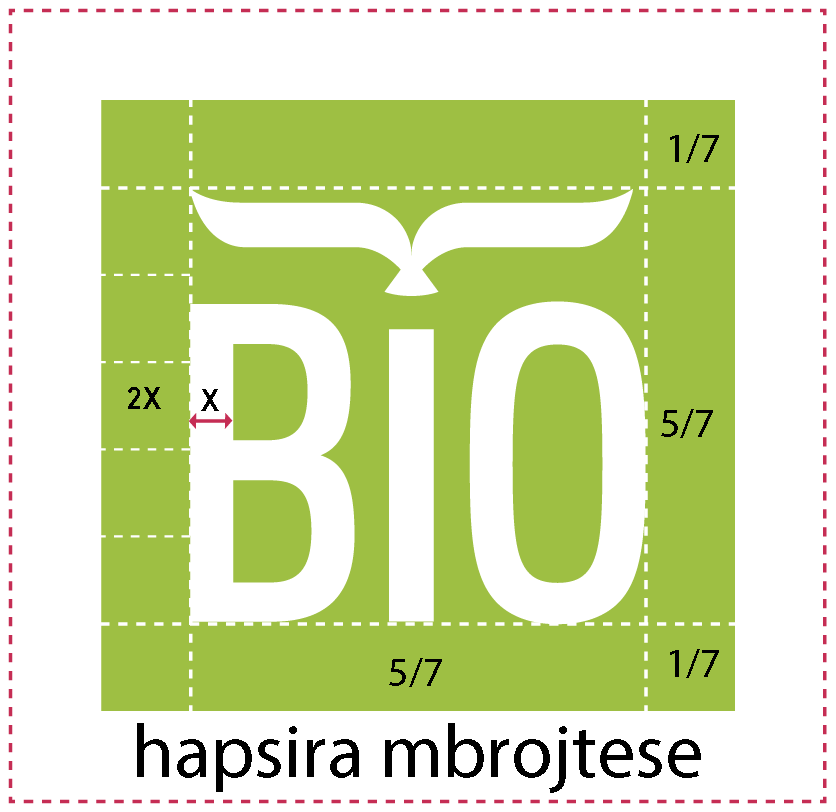 1/7
BIO
2X
X
5/7
5/7
1/7
hapsira mbrojtese